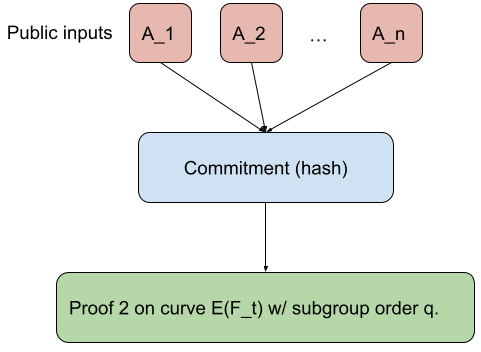 Public inputs A_1 A_2 ... A_n
Commitment (hash)
Proof 2 on curve E(F_t) w/ subgroup order q.